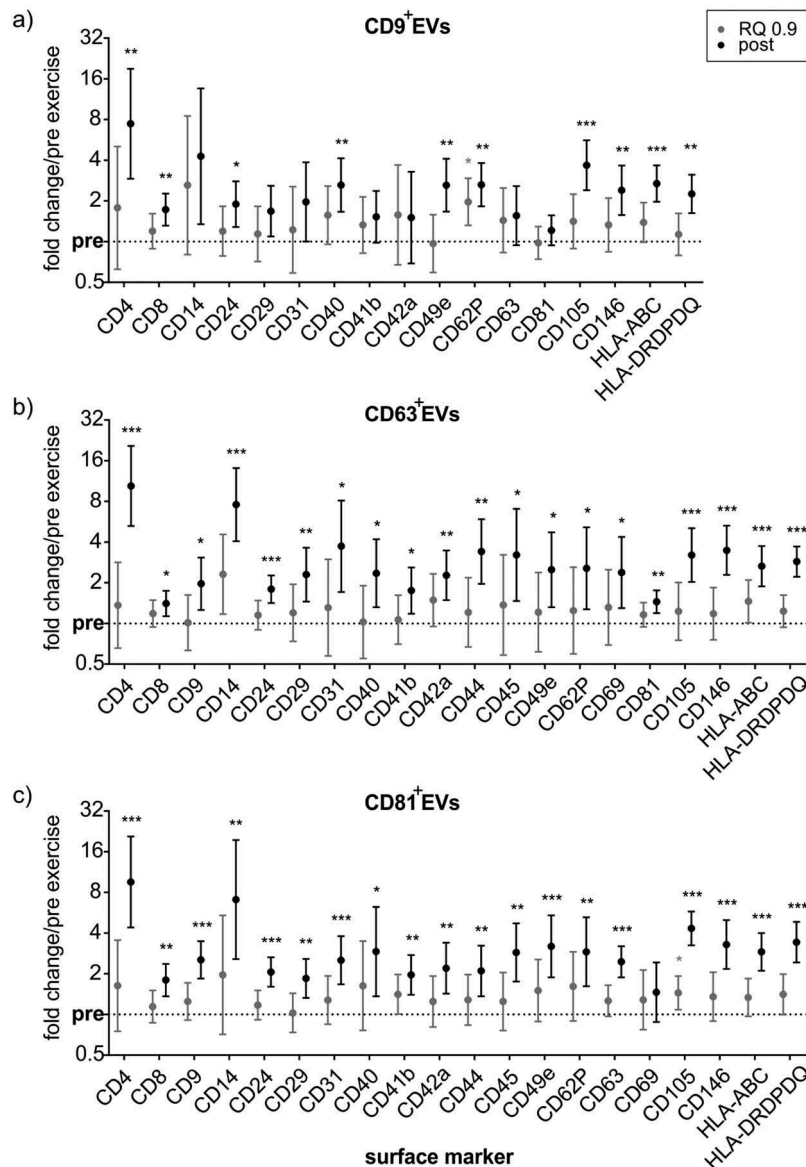 a)
CD9+EVs
RQ 0.9
post
fold change/pre exercise
32
16
8
4
2
pre
0.5
** ** * ** ** * ** *** ** *** **
CD4 CD8 CD14 CD24 CD29 CD31 CD40 CD41b CD42a CD49e CD62P CD63 CD81 CD105 CD146 HLA-ABC HLA-DRDPDQ
b)
CD63+EVs
fold change/pre exercise
32
16
8
4
2
pre
0.5
*** * * *** *** ** * * * ** ** * * * * ** *** *** *** ***
CD4 CD8 CD9 CD14 CD24 CD29 CD31 CD40 CD41b CD42a CD44 CD45 CD49e CD62P CD69 CD81 CD105 CD146 HLA-ABC HLA-DRDPDQ
c)
CD81+EVs
fold change/pre exercise
32
16
8
4
2
pre
0.5
*** ** *** ** *** ** *** * ** ** ** ** *** ** *** * *** *** *** ***
CD4 CD8 CD9 CD14 CD24 CD29 CD31 CD40 CD41b CD42a CD44 CD45 CD49e CD62P CD63 CD69 CD105 CD146 HLA-ABC HLA-DRDPDQ
surface marker